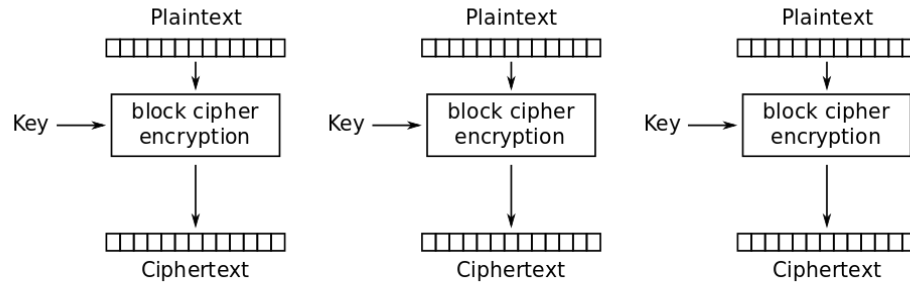 Plaintext
Plaintext
Plaintext
Key
block cipher
encryption
Key
block cipher
encryption
Key
block cipher
encryption
Ciphertext
Ciphertext
Ciphertext